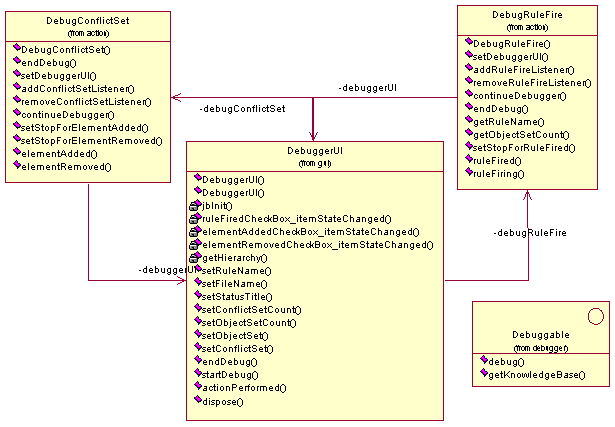 DebugConflictSet
(from action)
DebugConflictSet()
endDebug()
setDebuggerUI()
addConflictSetListener()
removeConflictSetListener()
continueDebugger()
setStopForElementAdded()
setStopForElementRemoved()
elementAdded()
elementRemoved()
-debuggerUI
-debugConflictSet
DebugRuleFire
(from action)
DebugRuleFire()
setDebuggerUI()
addRuleFireListener()
removeRuleFireListener()
continueDebugger()
endDebug()
getRuleName()
getObjectSetCount()
setStopForRuleFired()
ruleFired()
ruleFiring()
DebuggerUI
(from gui)
DebuggerUI()
DebuggerUI()
jbInit()
ruleFiredCheckBox_itemStateChanged()
elementAddedCheckBox_itemStateChanged()
elementRemovedCheckBox_itemStateChanged()
getHierarchy()
setRuleName()
setFileName()
setStatusTitle()
setConflictSetCount()
setObjectSetCount()
setObjectSet()
setConflictSet()
endDebug()
startDebug()
actionPerformed()
dispose()
-debuggerUI
-debugRuleFire
Debuggable
(from debugger)
debug()
getKnowledgeBase()